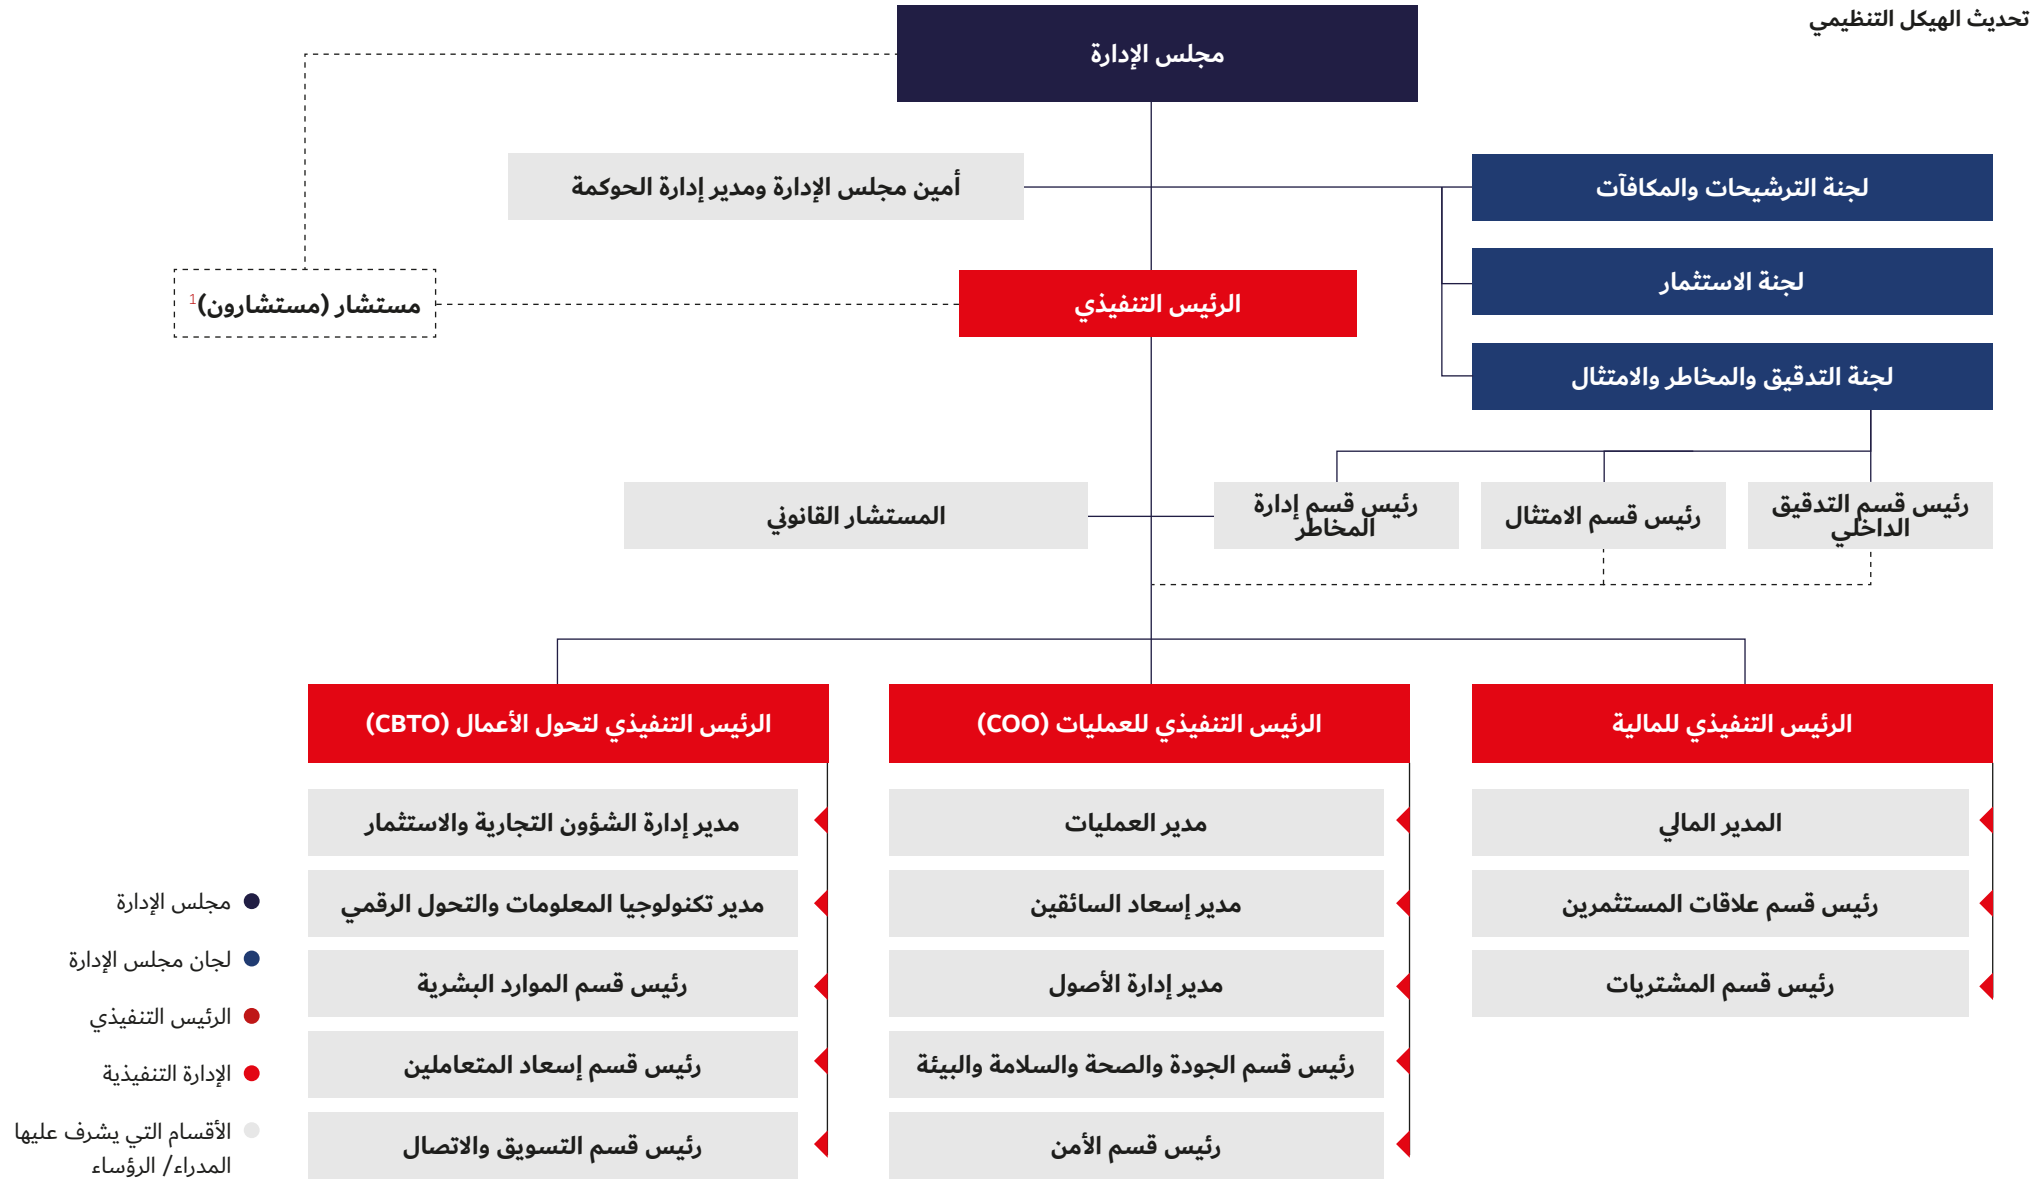 تحديث الهيكل التنظيمي
مجلس الإدارة
لجنة الترشيحات والمكافآت
أمين مجلس الإدارة ومدير إدارة الحوكمة
لجنة الاستثمار
الرئيس التنفيذي
مستشار (مستشارون)1
لجنة التدقيق والمخاطر والامتثال
رئيس قسم التدقيق
الداخلي
رئيس قسم الامتثال
رئيس قسم إدارة
المخاطر
المستشار القانوني
الرئيس التنفيذي للمالية
المدير المالي
رئيس قسم علاقات المستثمرين
رئيس قسم المشتريات
الرئيس التنفيذي للعمليات (COO)
مدير العمليات
مدير إسعاد السائقين
مدير إدارة الأصول
رئيس قسم الجودة والصحة والسلامة والبيئة
رئيس قسم الأمن
الرئيس التنفيذي لتحول الأعمال (CBTO)
مدير إدارة الشؤون التجارية والاستثمار
مدير تكنولوجيا المعلومات والتحول الرقمي
رئيس قسم الموارد البشرية
رئيس قسم إسعاد المتعاملين
رئيس قسم التسويق والاتصال
مجلس الإدارة
لجان مجلس الإدارة
الرئيس التنفيذي
الإدارة التنفيذية
الأقسام التي يشرف عليها
المدراء/ الرؤساء